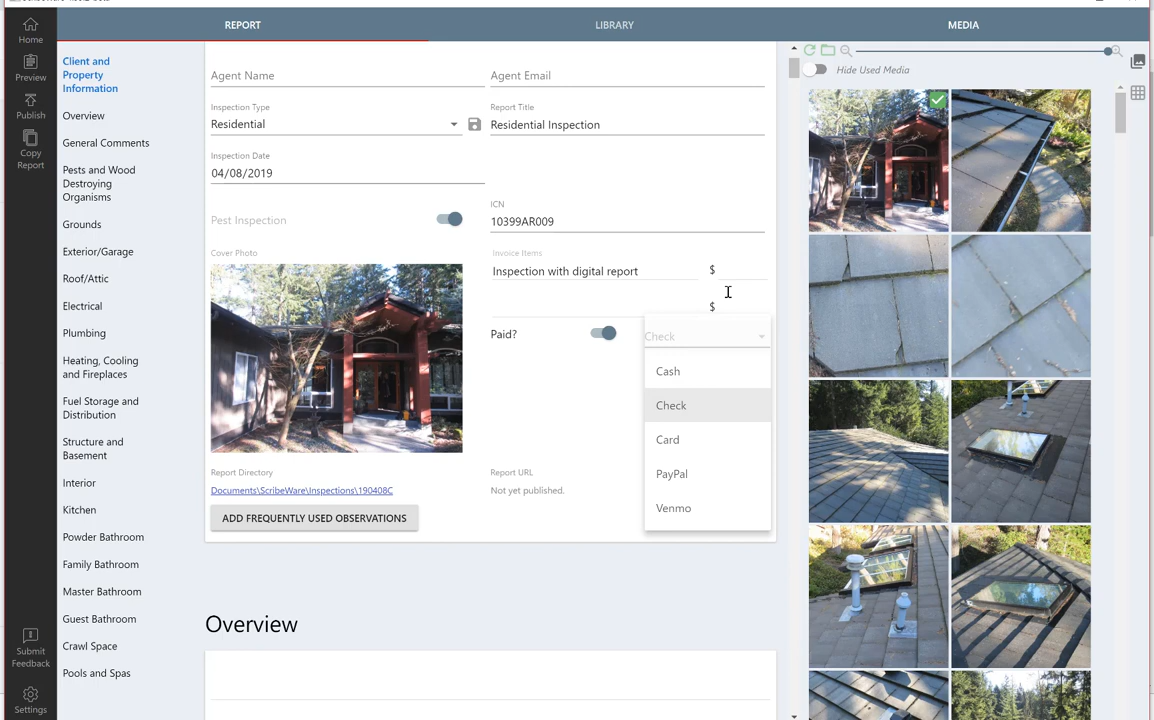 REPORT
LIBRARY
MEDIA
Home
Preview
Publish
Copy
Report
Submit
Feedback
Settings
Client and
Property
Information
Overview
General Comments
Pests and Wood
Destroying
Organisms
Grounds
Exterior/Garage
Roof/Attic
Electrical
Plumbing
Heating, Cooling
and Fireplaces
Fuel Storage and
Distribution
Structure and
Basement
Interior
Kitchen
Powder Bathroom
Family Bathroom
Master Bathroom
Guest Bathroom
Crawl Space
Pools and Spas
Agent Name
Agent Email
Inspection Type
Residential
Report Title
Residential Inspection
Inspection Date
04/08/2019
Pest Inspection
ICN
10399AR009
Cover Photo
Invoice Items
Inspection with digital report
$
$
Paid?
Check
Cash
Check
Card
PayPal
Venmo
Report Directory
Documents\ScribeWare\Inspections\190408C
Report URL
Not yet published.
ADD FREQUENTLY USED OBSERVATIONS
Overview
Hide Used Media